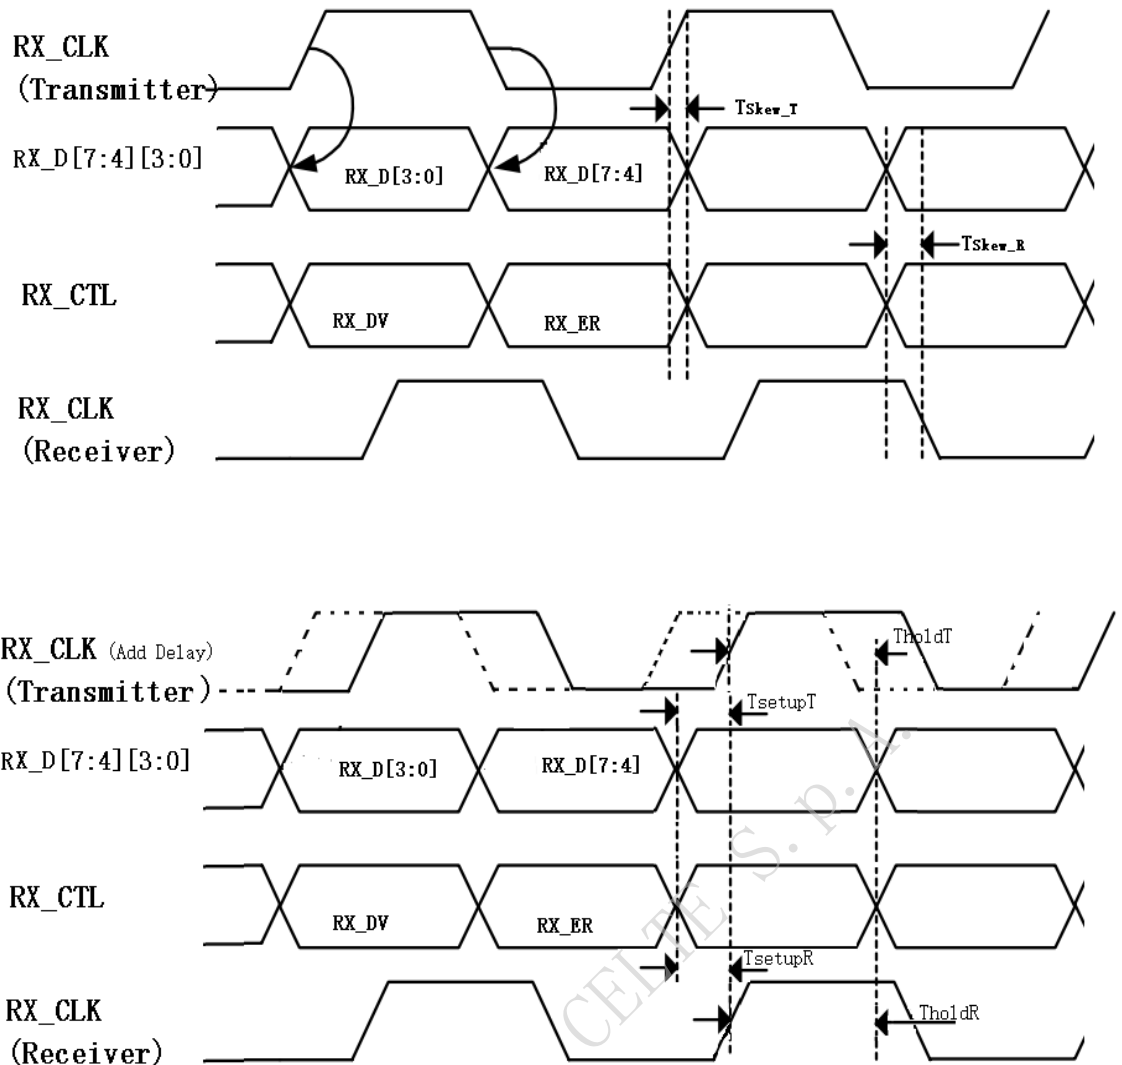 RX_CLK
(Transmitter)
TSkew_T
RX_D[7:4][3:0]
RX_D[3:0]
RX_D[7:4]
TSkew_R
RX_CTL
RX_DV
RX_ER
RX_CLK
(Receiver)
RX_CLK (Add Delay)
(Transmitter)
TholdT
TsetupT
RX_D[7:4][3:0]
RX_D[3:0]
RX_D[7:4]
RX_CTL
RX_DV
RX_ER
TsetupR
RX_CLK
(Receiver)
TholdR
CELTE S. p. A.